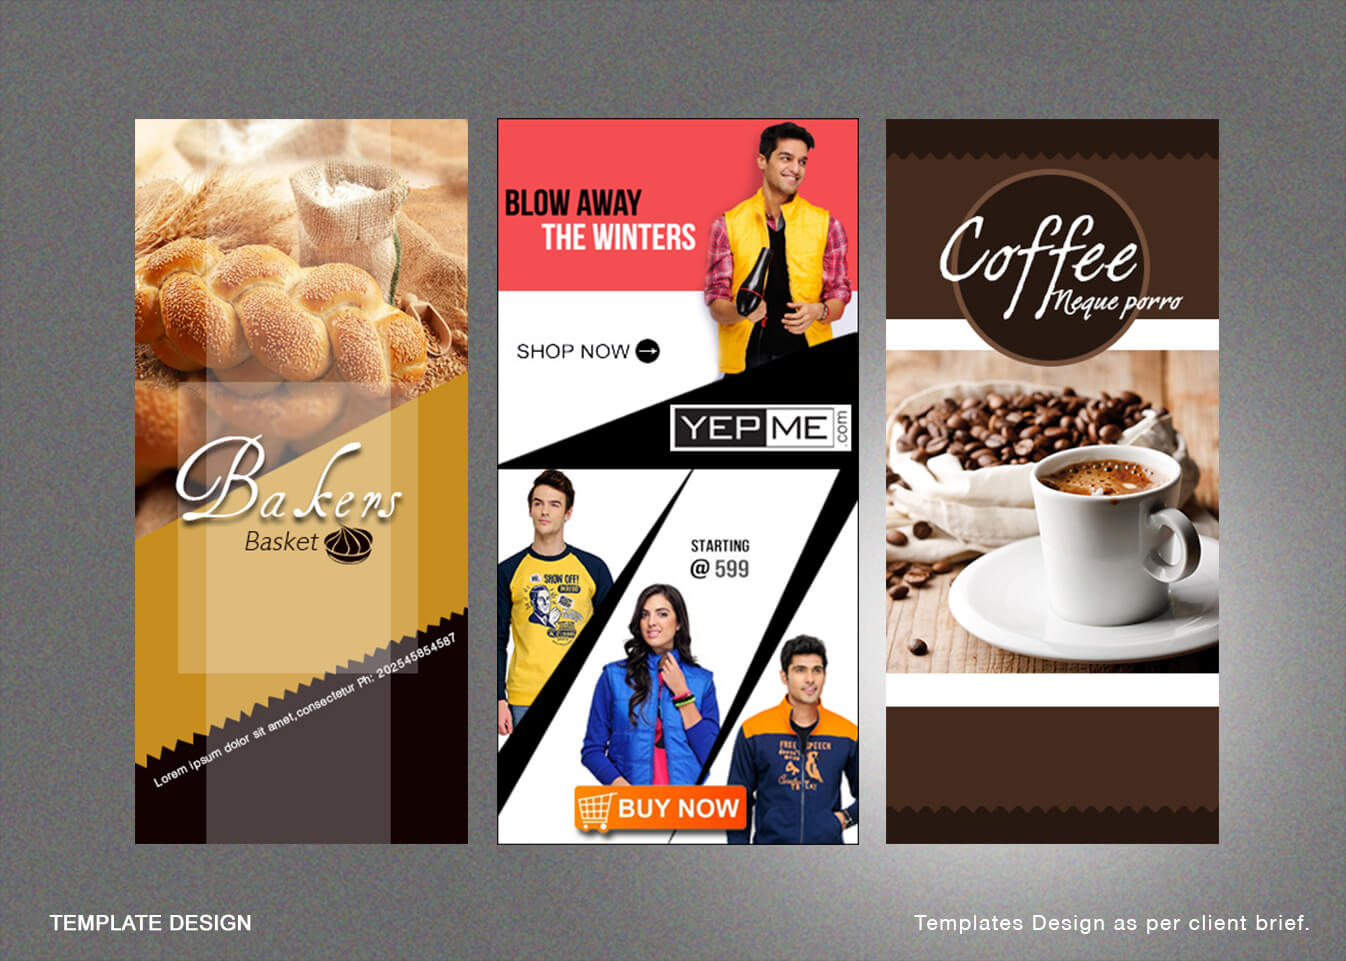 Bakers
Basket
Lorem ipsum dolor sit amet,consectetur Ph: 202545854587
BLOW AWAY
THE WINTERS
SHOP NOW
YEPME.com
STARTING
@ 599
SHOW OFF!
FREE SPEECH
BUY NOW
Coffee
Neque porro
TEMPLATE DESIGN
Templates Design as per client brief.